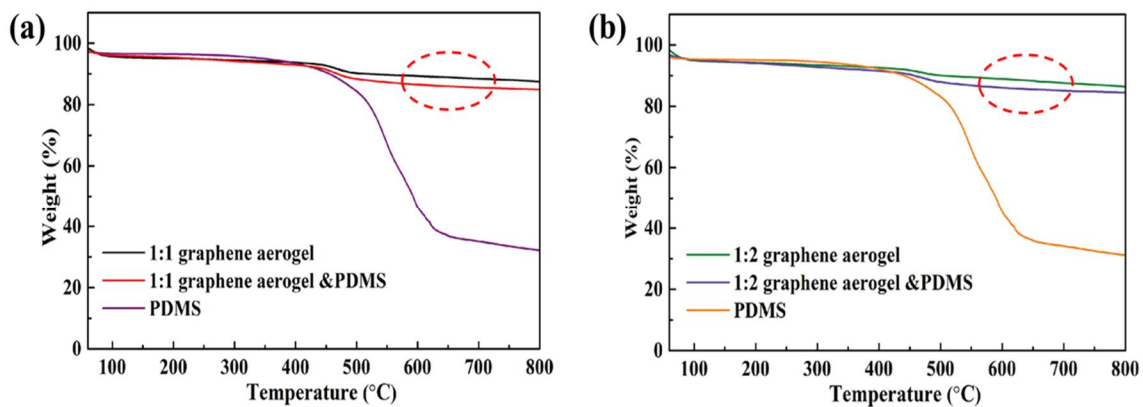 (a)
100
80
60
40
20
0
Weight (%)
1:1 graphene aerogel
1:1 graphene aerogel &PDMS
PDMS
100 200 300 400 500 600 700 800
Temperature (°C)
(b)
100
80
60
40
20
0
Weight (%)
1:2 graphene aerogel
1:2 graphene aerogel &PDMS
PDMS
100 200 300 400 500 600 700 800
Temperature (°C)